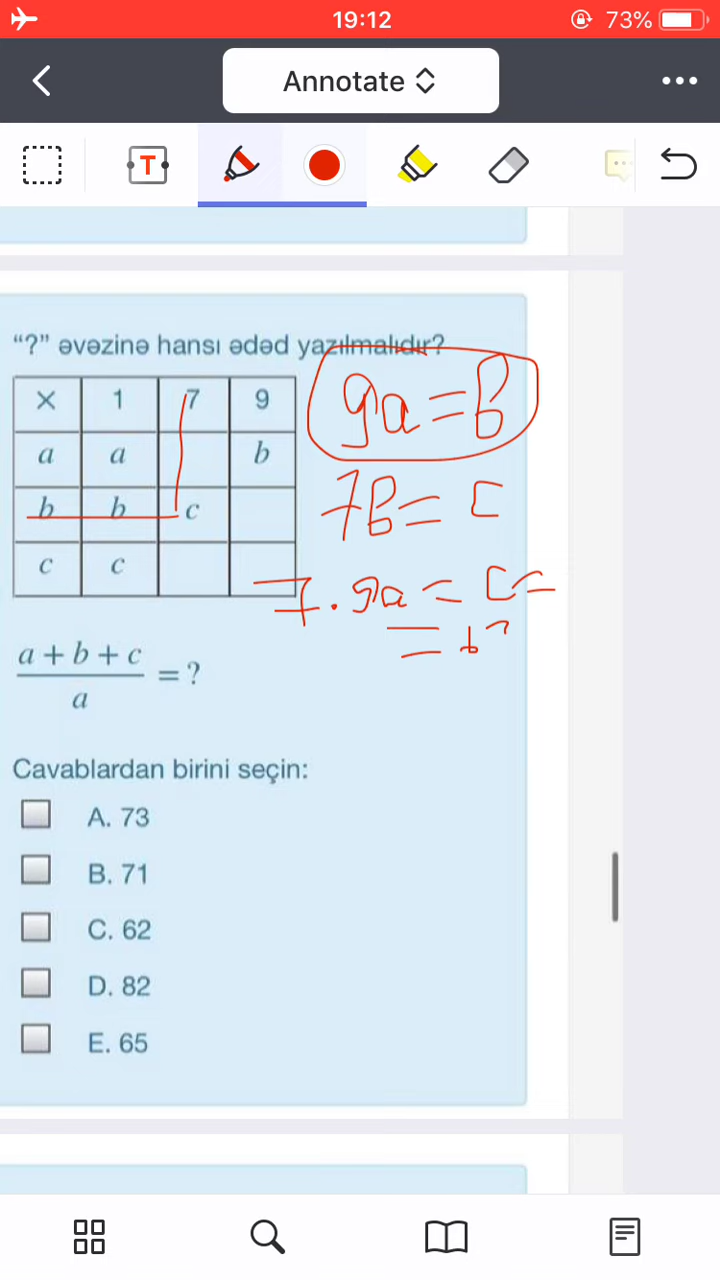 19:12
73%
Annotate
T
“?” əvəzinə hansı ədəd yazılmalıdır?
× 1 7 9
a a b
b b c
c c
9a = b
7b = c
7 · 9a = c =
=
a + b + c
= ?
a
Cavablardan birini seçin:
A. 73
B. 71
C. 62
D. 82
E. 65